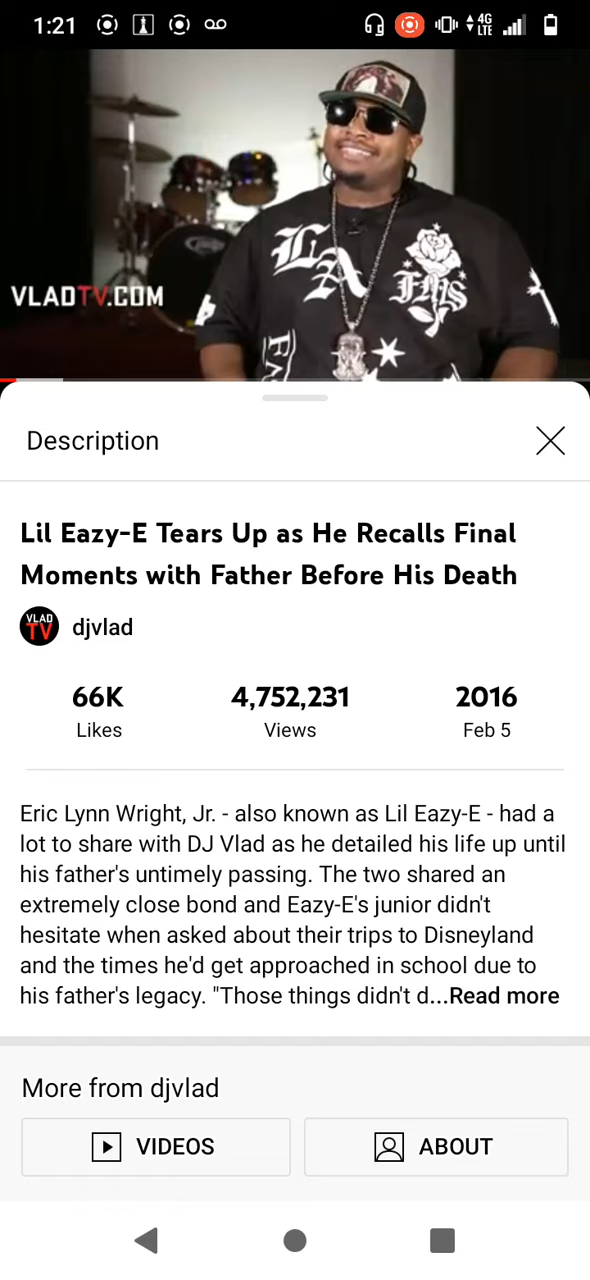 1:21
4G
LTE
LA
FMS
VLADTV.COM
Description
Lil Eazy-E Tears Up as He Recalls Final
Moments with Father Before His Death
VLAD
TV
djvlad
66K
Likes
4,752,231
Views
2016
Feb 5
Eric Lynn Wright, Jr. - also known as Lil Eazy-E - had a
lot to share with DJ Vlad as he detailed his life up until
his father's untimely passing. The two shared an
extremely close bond and Eazy-E's junior didn't
hesitate when asked about their trips to Disneyland
and the times he'd get approached in school due to
his father's legacy. "Those things didn't d...Read more
More from djvlad
VIDEOS
ABOUT